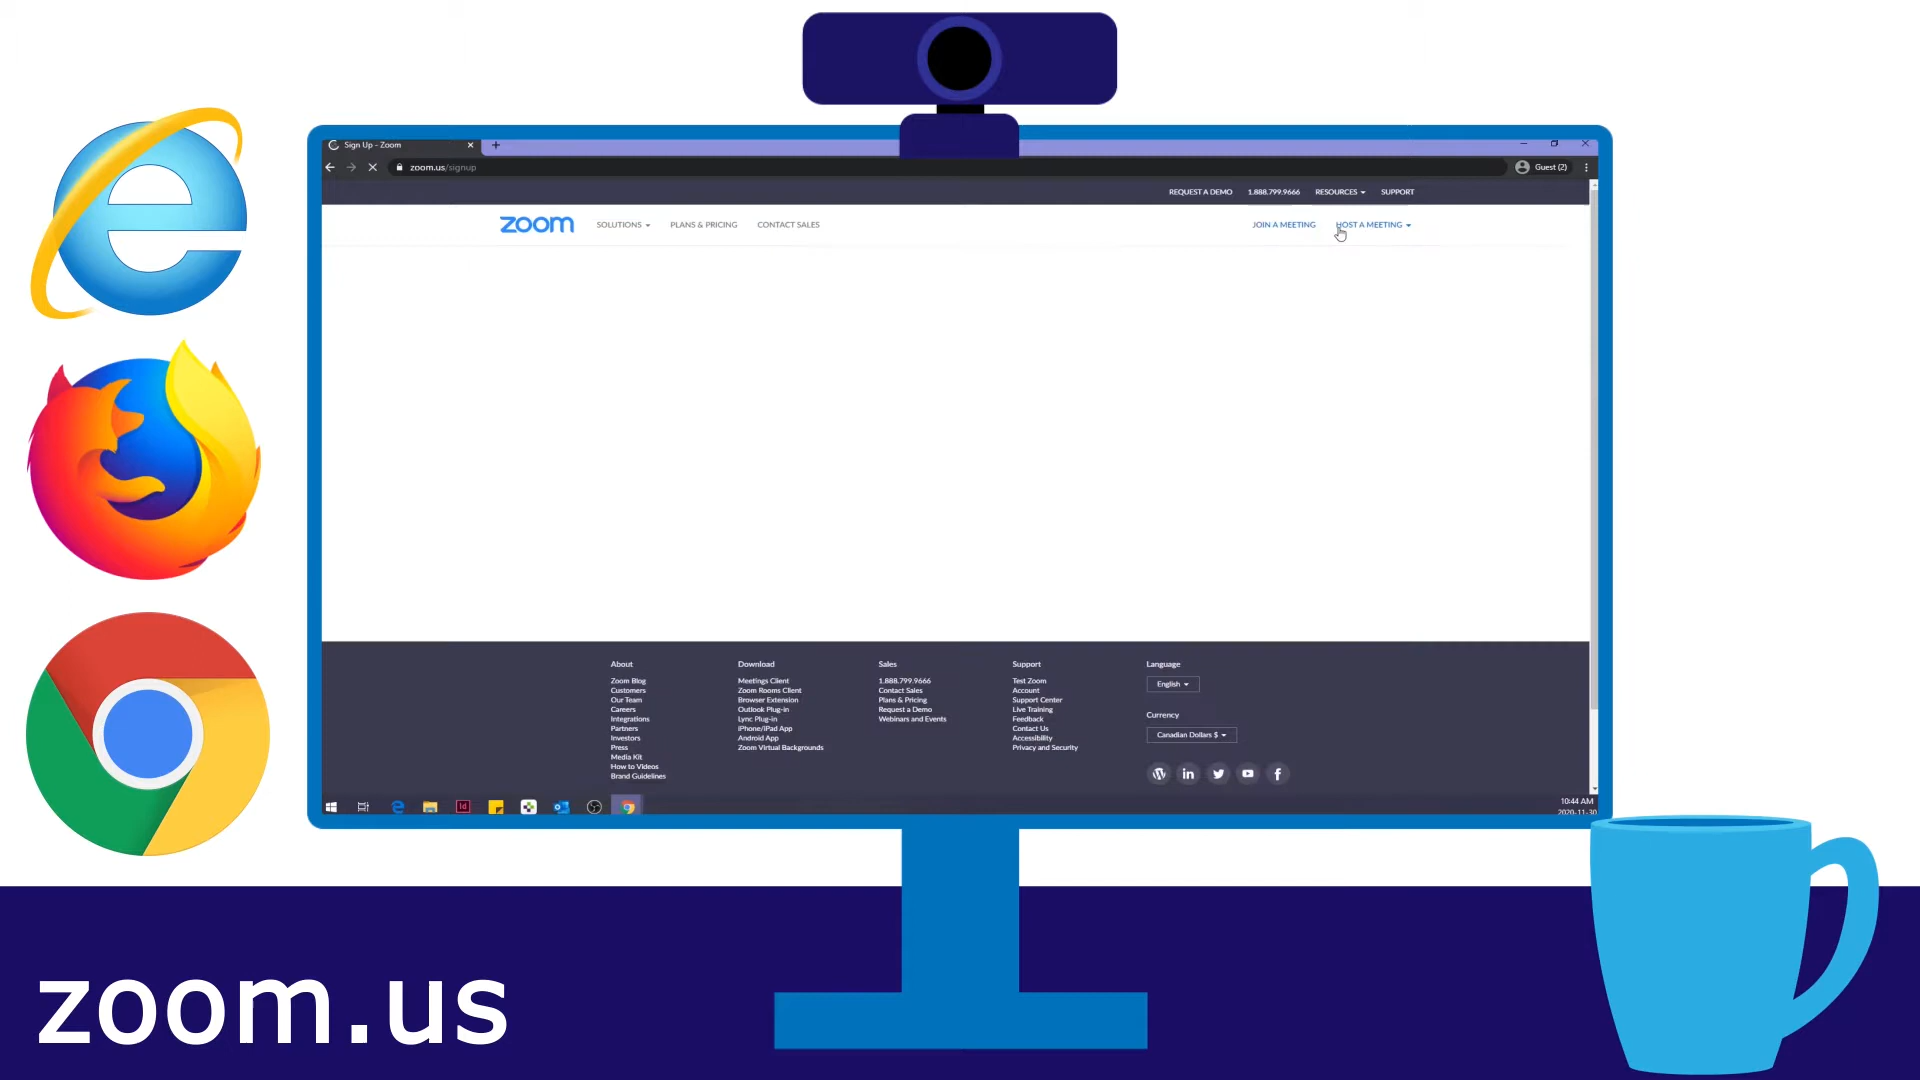 Sign Up - Zoom
zoom.us/signup
Guest (2)
REQUEST A DEMO 1.888.799.9666 RESOURCES SUPPORT
zoom SOLUTIONS PLANS & PRICING CONTACT SALES JOIN A MEETING HOST A MEETING
About
Zoom Blog
Customers
Our Team
Careers
Integrations
Partners
Investors
Press
Media Kit
How to Videos
Brand Guidelines
Download
Meetings Client
Zoom Rooms Client
Browser Extension
Outlook Plug-in
Lync Plug-in
iPhone/iPad App
Android App
Zoom Virtual Backgrounds
Sales
1.888.799.9666
Contact Sales
Plans & Pricing
Request a Demo
Webinars and Events
Support
Test Zoom
Account
Support Center
Live Training
Feedback
Contact Us
Accessibility
Privacy and Security
Language
English
Currency
Canadian Dollars $
Id
10:44 AM
2020-11-30
zoom.us